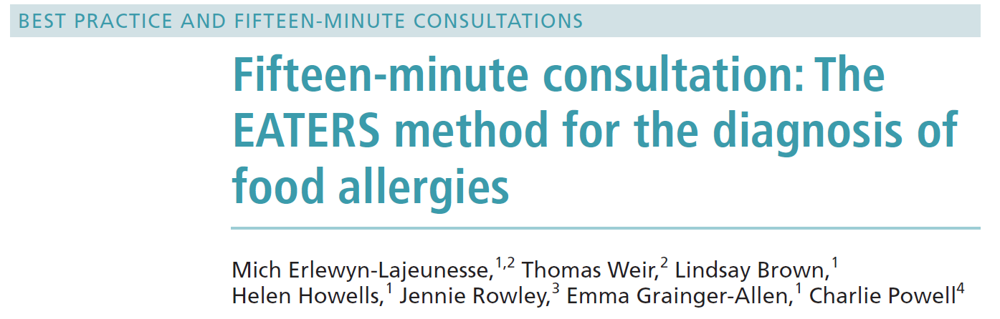 BEST PRACTICE AND FIFTEEN-MINUTE CONSULTATIONS
Fifteen-minute consultation: The
EATERS method for the diagnosis of
food allergies
Mich Erlewyn-Lajeunesse,1,2 Thomas Weir,2 Lindsay Brown,1
Helen Howells,1 Jennie Rowley,3 Emma Grainger-Allen,1 Charlie Powell4